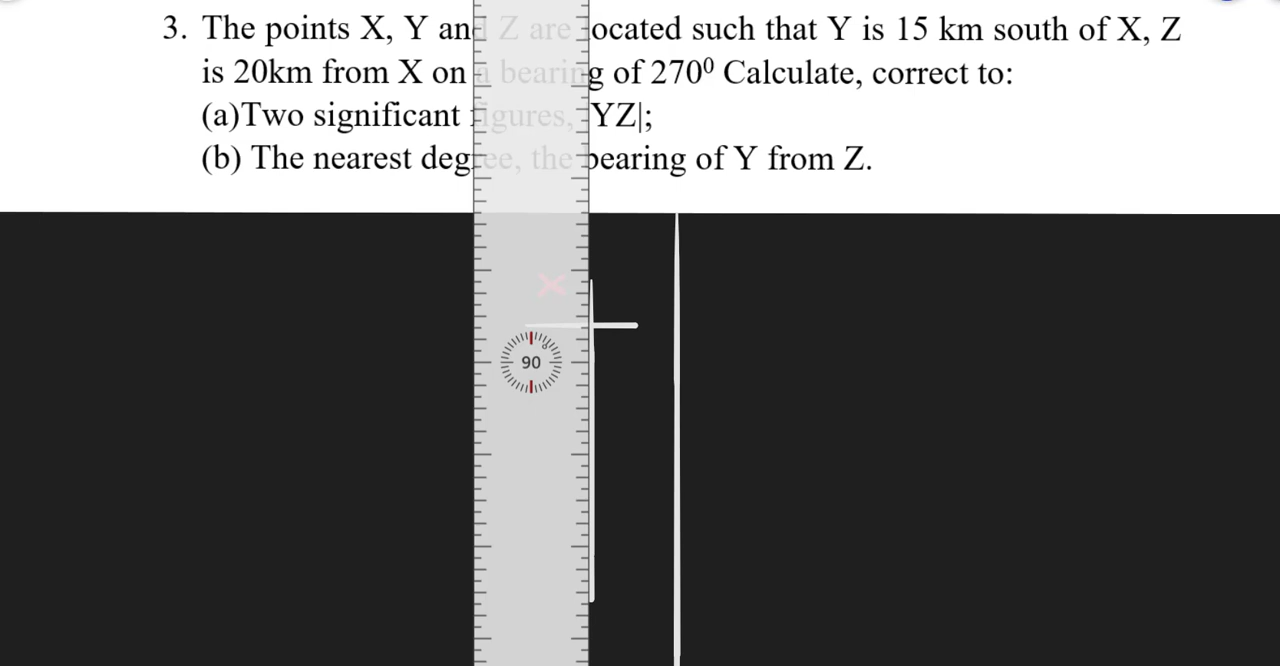 3. The points X, Y and Z are located such that Y is 15 km south of X, Z
is 20km from X on a bearing of 270⁰ Calculate, correct to:
(a)Two significant figures, |YZ|;
(b) The nearest degree, the bearing of Y from Z.
X
90